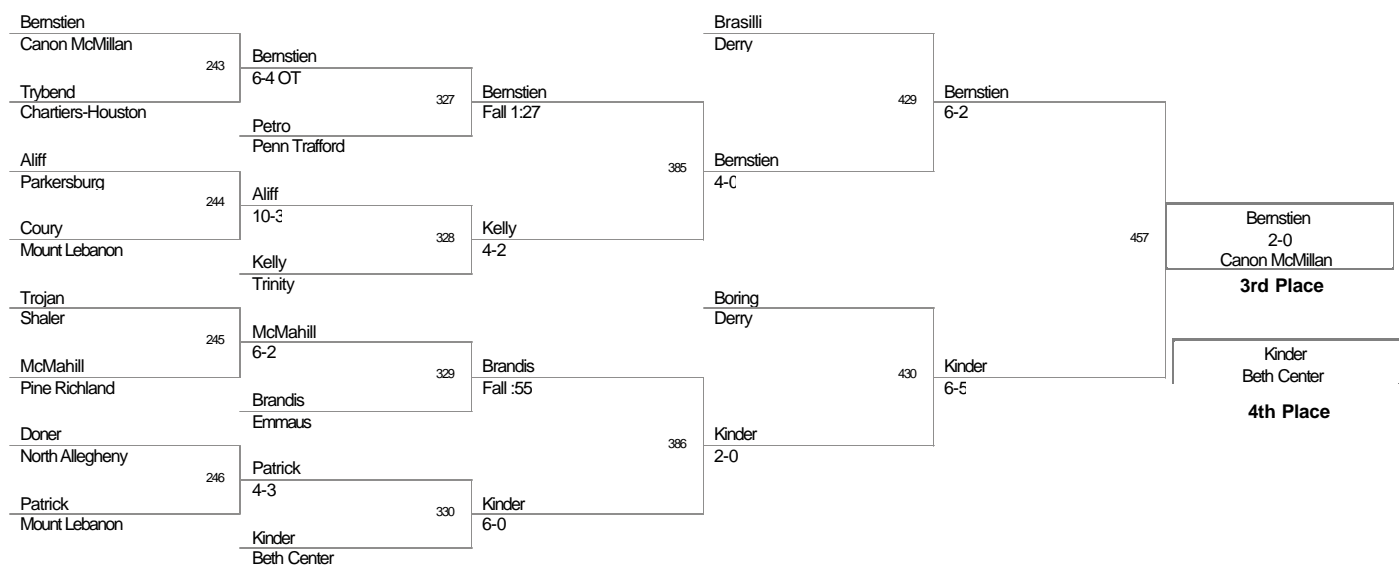 Bernstien
Canon McMillan
243
Trybend
Chartiers-Houston
Aliff
Parkersburg
244
Coury
Mount Lebanon
Trojan
Shaler
245
McMahill
Pine Richland
Doner
North Allegheny
246
Patrick
Mount Lebanon
Bernstien
6-4 OT
327
Petro
Penn Trafford
Aliff
10-3
328
Kelly
Trinity
McMahill
6-2
329
Brandis
Emmaus
Patrick
4-3
330
Kinder
Beth Center
Bernstien
Fall 1:27
385
Kelly
4-2
Brandis
Fall :55
386
Kinder
6-0
Brasilli
Derry
429
Bernstien
4-0
Boring
Derry
430
Kinder
2-0
Bernstien
6-2
457
Kinder
6-5
Bernstien
2-0
Canon McMillan
3rd Place
Kinder
Beth Center
4th Place